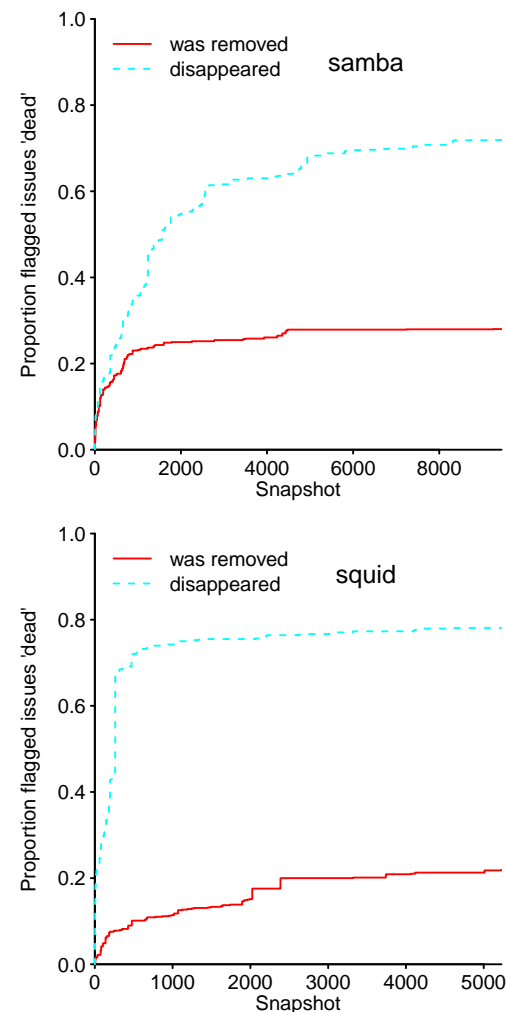 1.0
was removed
disappeared
samba
0.8
0.6
0.4
0.2
0.0
Proportion flagged issues 'dead'
0 2000 4000 6000 8000
Snapshot
1.0
was removed
disappeared
squid
0.8
0.6
0.4
0.2
0.0
Proportion flagged issues 'dead'
0 1000 2000 3000 4000 5000
Snapshot